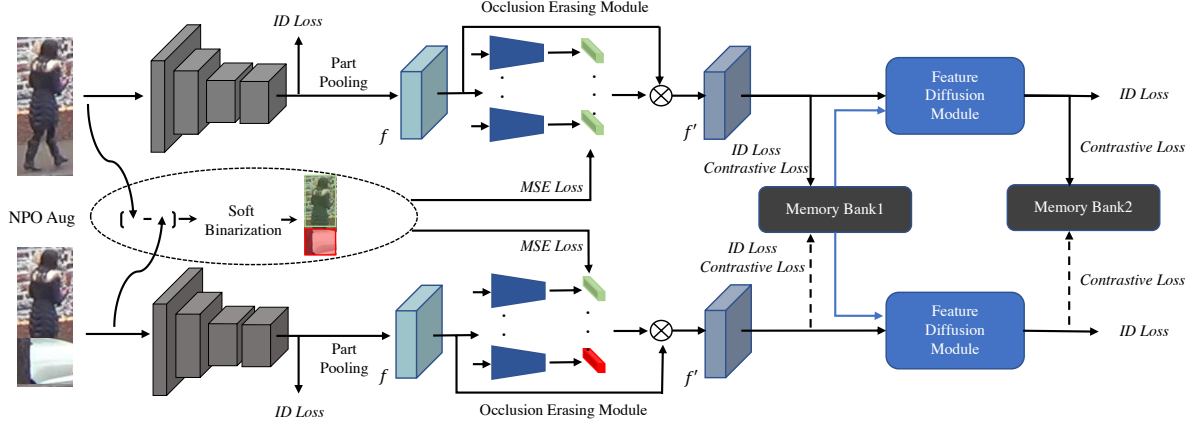 Occlusion Erasing Module
ID Loss
Part
Pooling
f
f′
Feature
Diffusion
Module
ID Loss
ID Loss
Contrastive Loss
Contrastive Loss
MSE Loss
NPO Aug
{ - }
Soft
Binarization
Memory Bank1
Memory Bank2
MSE Loss
ID Loss
Contrastive Loss
Contrastive Loss
Part
Pooling
f
f′
Feature
Diffusion
Module
ID Loss
ID Loss
Occlusion Erasing Module